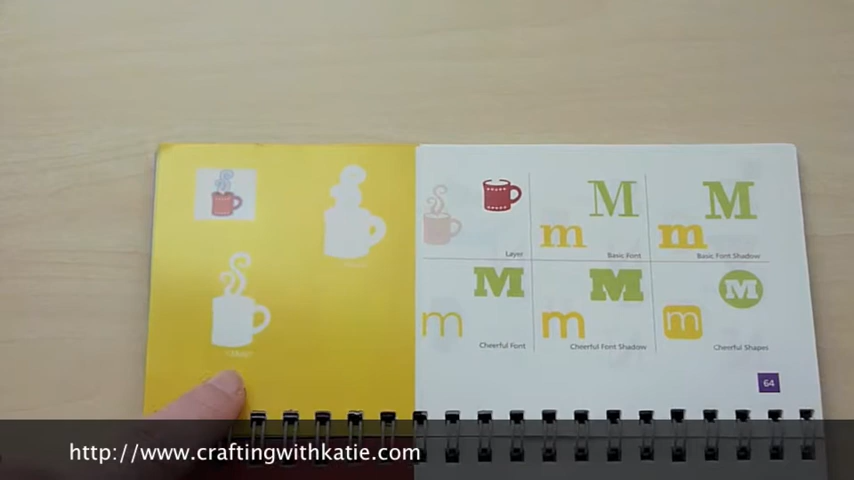 M
M
m
m
Layer
Basic Font
Basic Font Shadow
M
M
M
m
m
m
Cheerful Font
Cheerful Font Shadow
Cheerful Shapes
64
http://www.craftingwithkatie.com